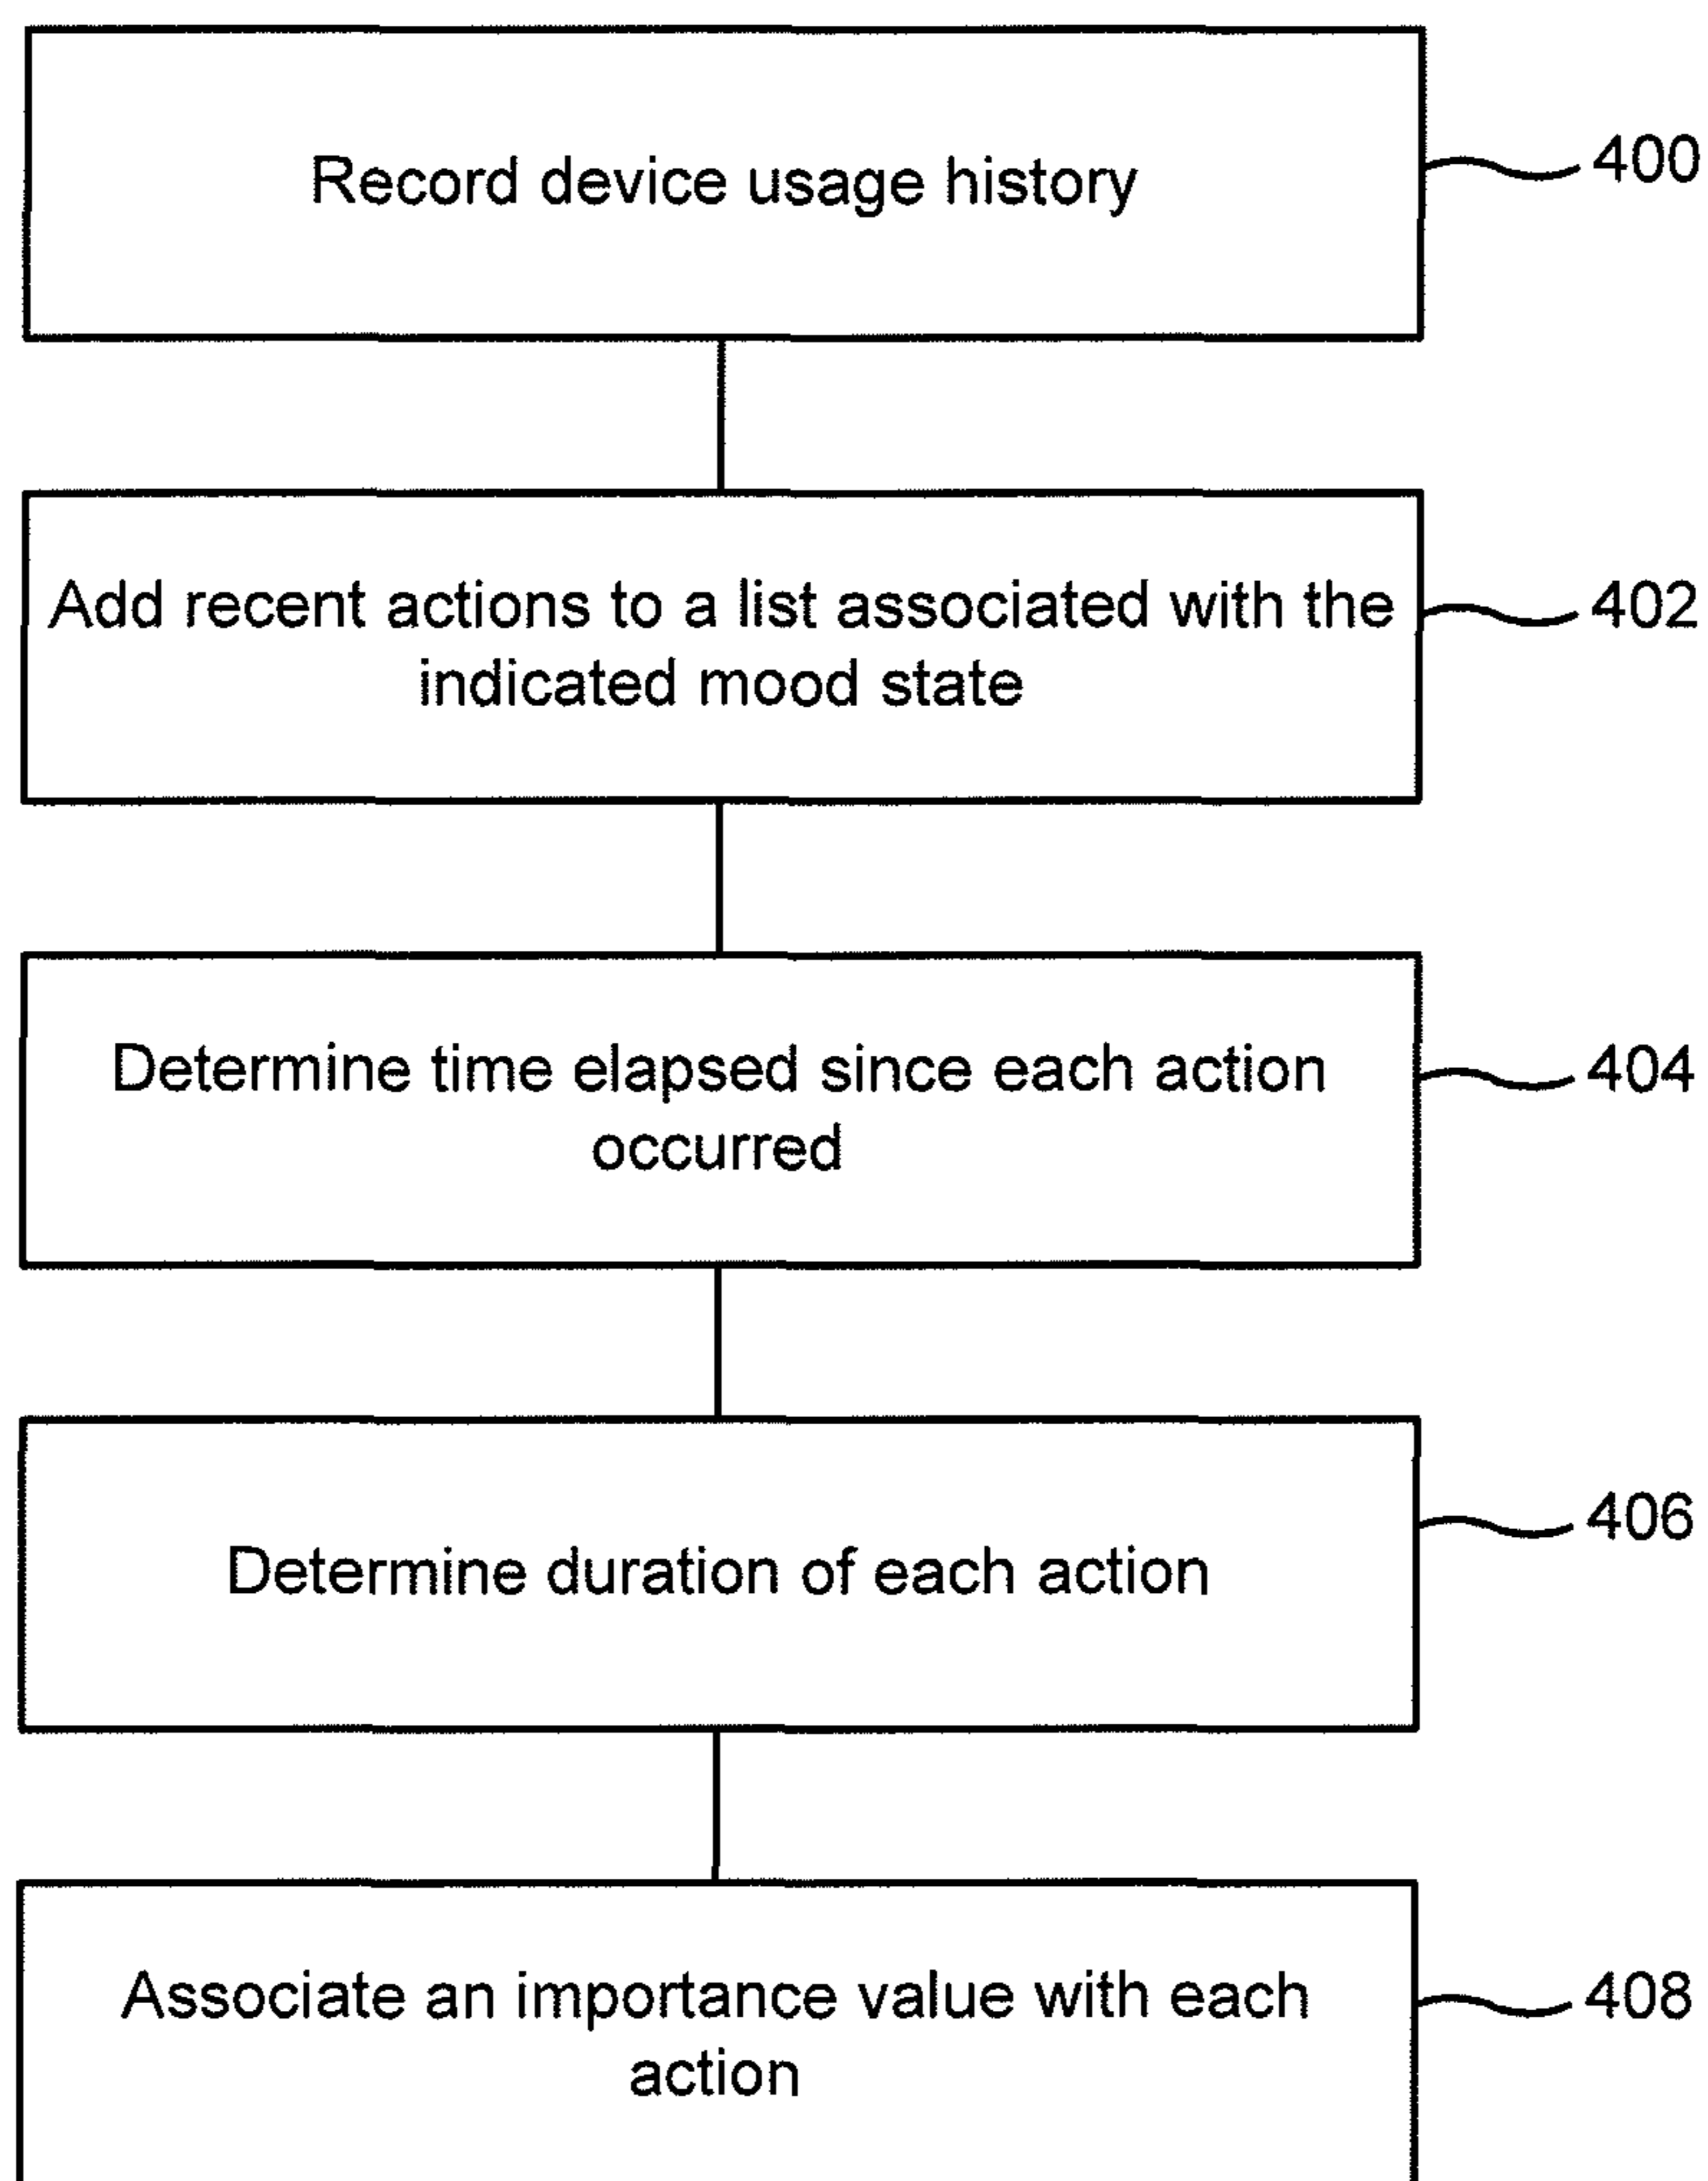 Record device usage history
400
Add recent actions to a list associated with the
indicated mood state
402
Determine time elapsed since each action
occurred
404
Determine duration of each action
406
Associate an importance value with each
action
408